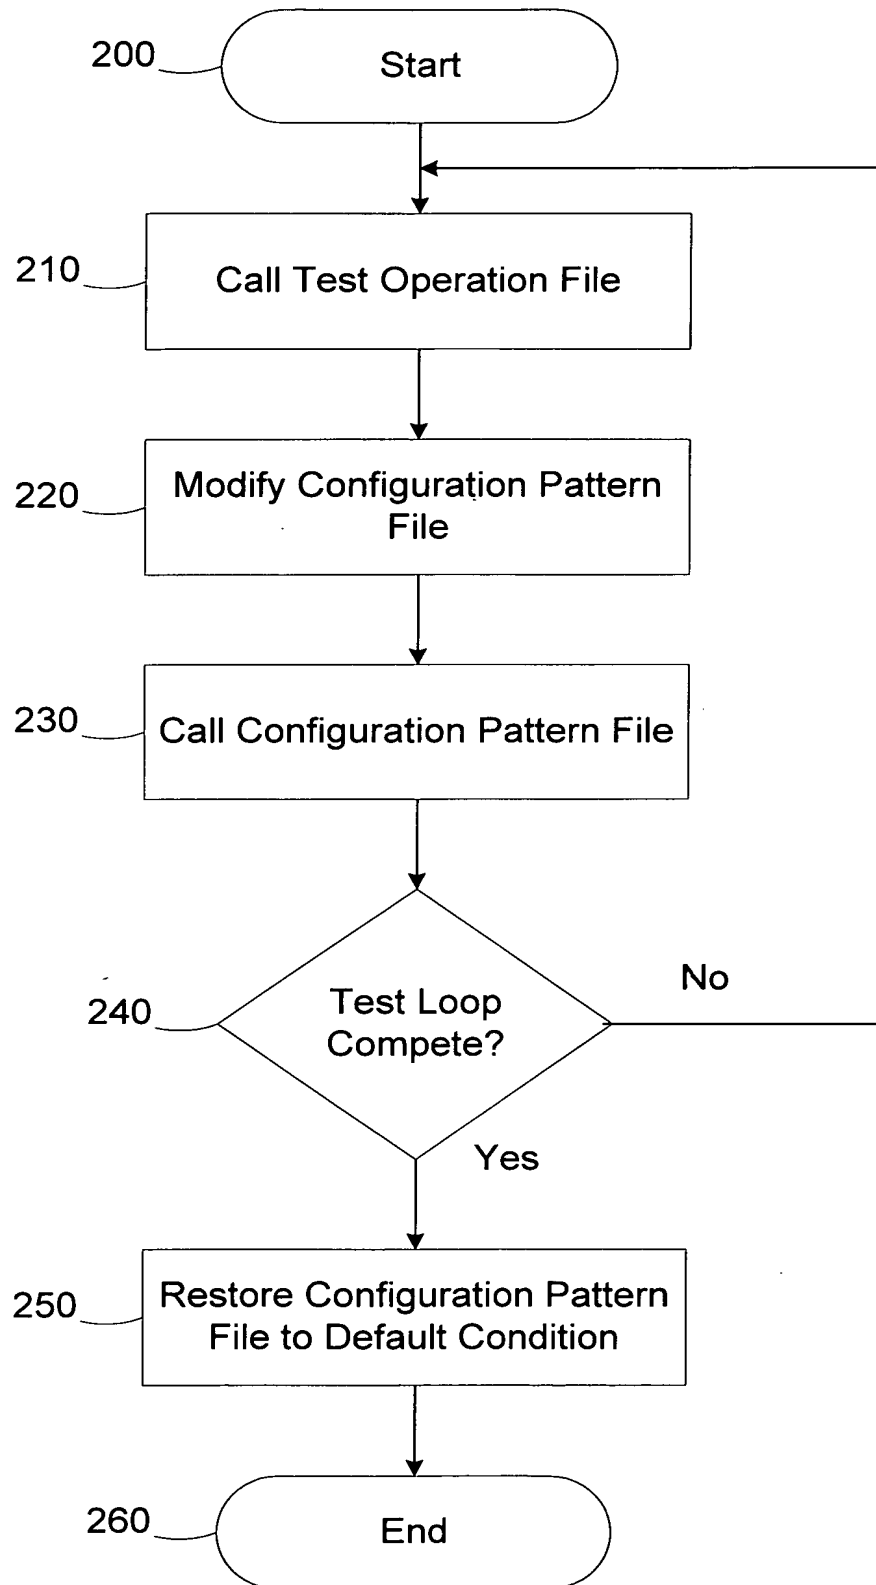 200
Start
210
Call Test Operation File
220
Modify Configuration Pattern
File
230
Call Configuration Pattern File
240
Test Loop
Compete?
No
Yes
250
Restore Configuration Pattern
File to Default Condition
260
End